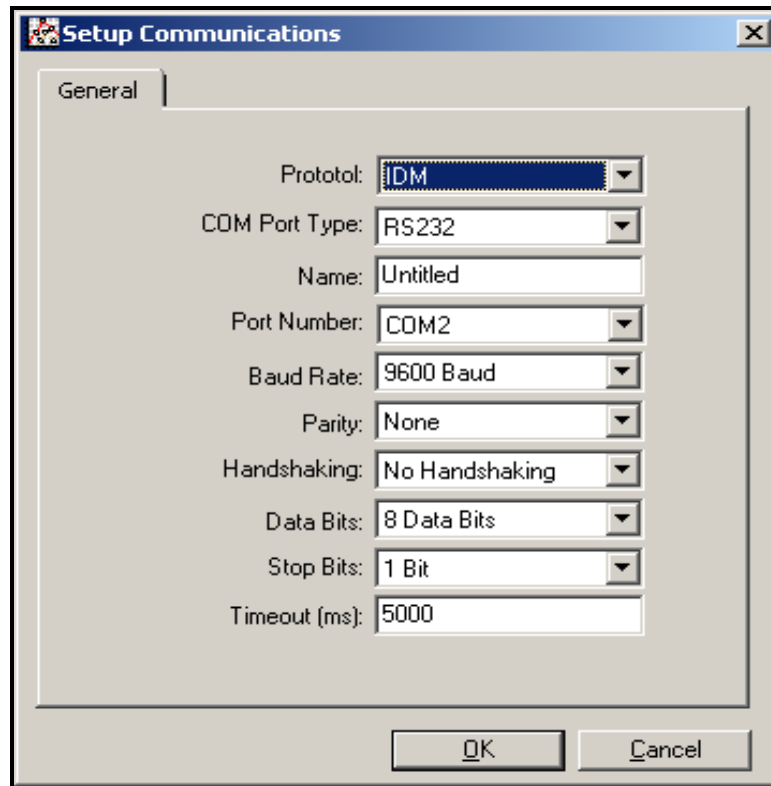 Setup Communications
General
Prototol: IDM
COM Port Type: RS232
Name: Untitled
Port Number: COM2
Baud Rate: 9600 Baud
Parity: None
Handshaking: No Handshaking
Data Bits: 8 Data Bits
Stop Bits: 1 Bit
Timeout (ms): 5000
OK Cancel